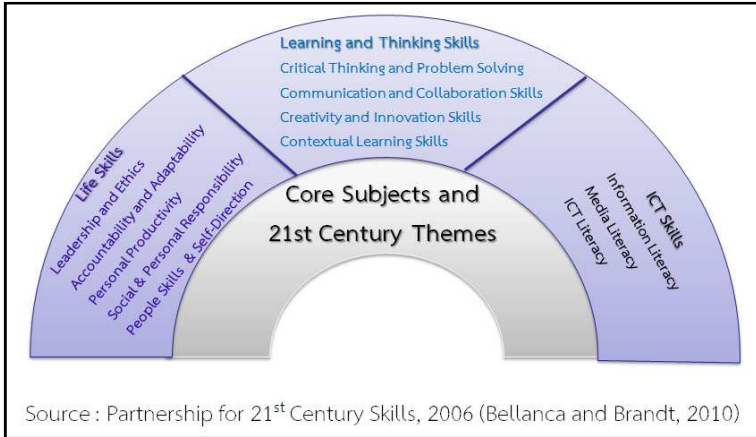 Learning and Thinking Skills
Critical Thinking and Problem Solving
Communication and Collaboration Skills
Creativity and Innovation Skills
Contextual Learning Skills
Life Skills
Leadership and Ethics
Accountability and Adaptability
Personal Productivity
Social & Personal Responsibility
People Skills & Self-Direction
Core Subjects and
21st Century Themes
ICT Skills
Information Literacy
Media Literacy
ICT Literacy
Source : Partnership for 21st Century Skills, 2006 (Bellanca and Brandt, 2010)